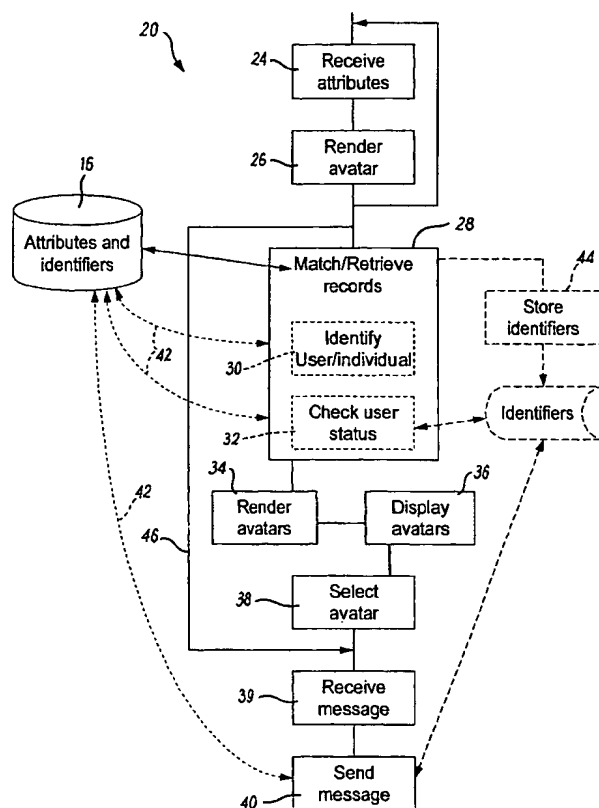 20
24
Receive
attributes
26
Render
avatar
16
Attributes and
identifiers
28
Match/Retrieve
records
44
Store
identifiers
42
Identify
User/individual
30
Identifiers
Check user
status
32
34
Render
avatars
36
Display
avatars
42
46
38
Select
avatar
39
Receive
message
Send
message
40